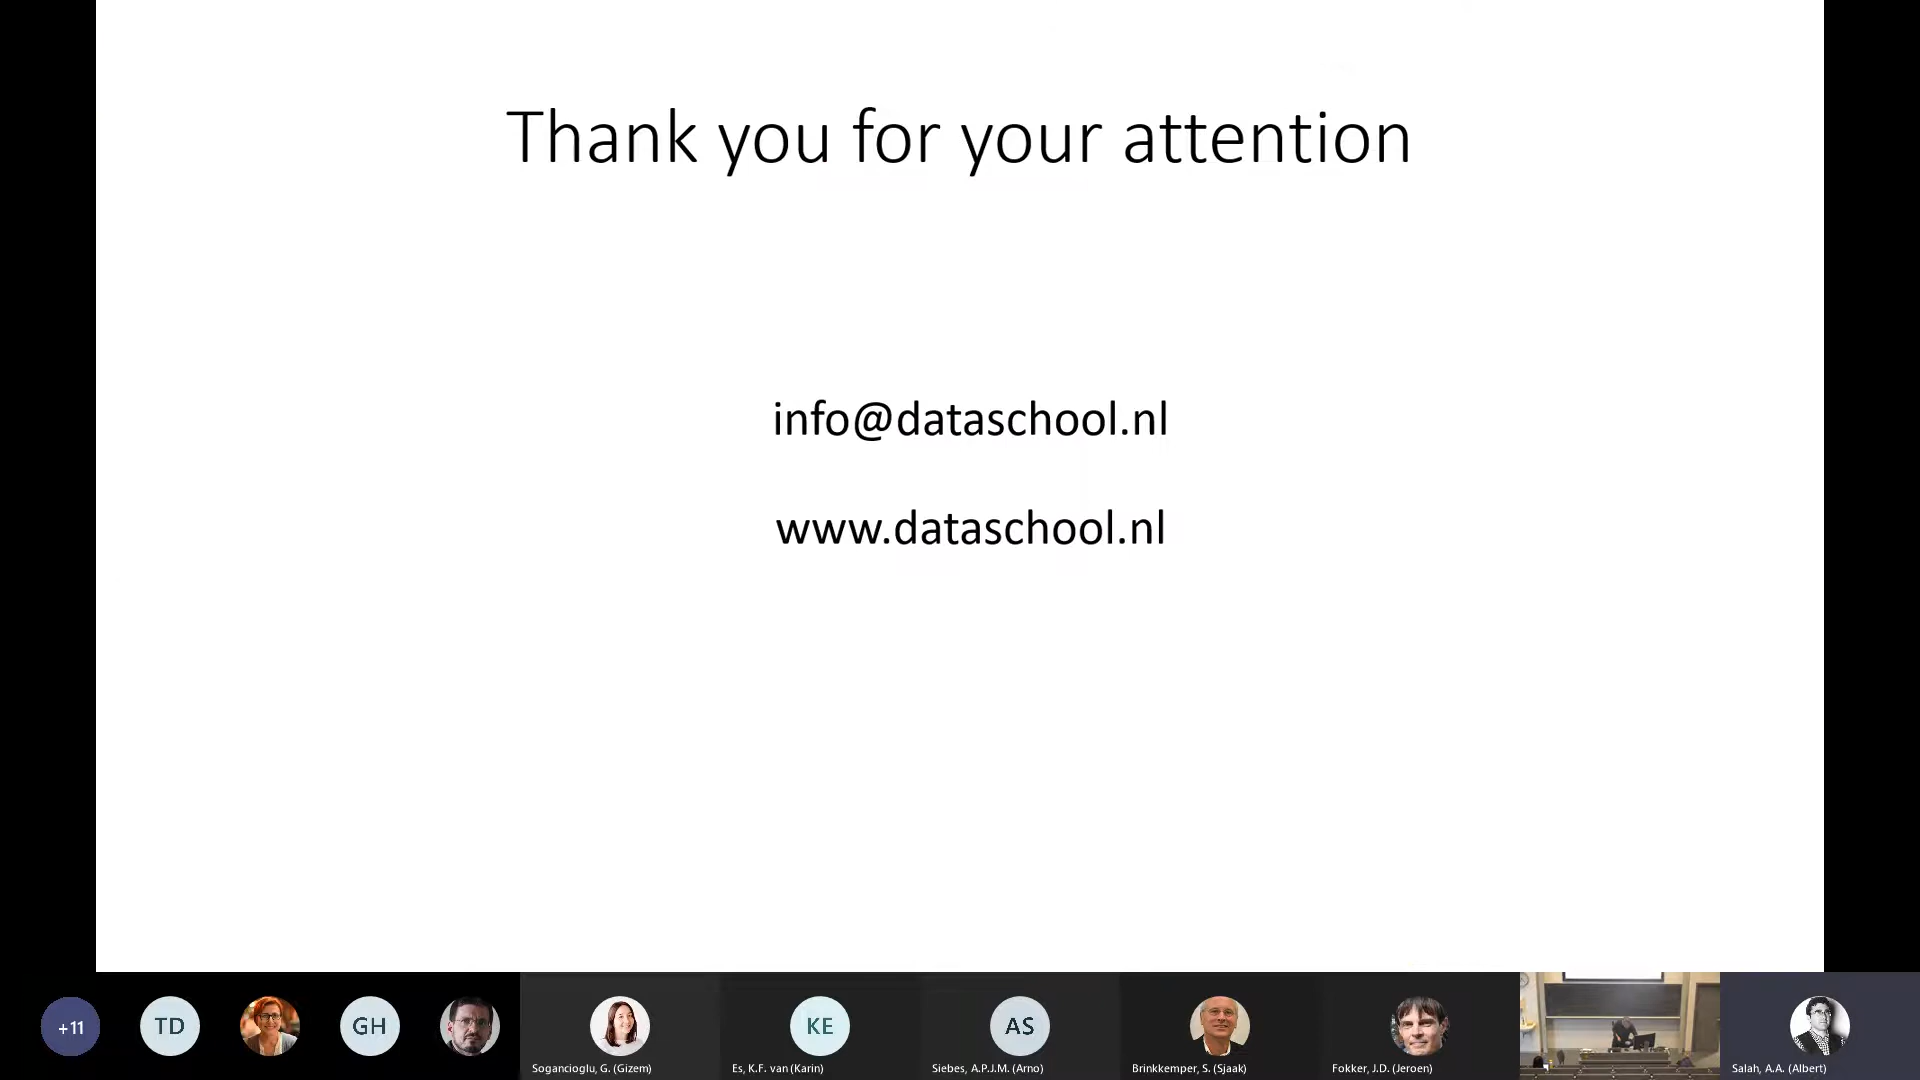 Thank you for your attention
info@dataschool.nl
www.dataschool.nl
+11
TD
GH
KE
AS
Sogancioglu, G. (Gizem)
Es, K.F. van (Karin)
Siebes, A.P.J.M. (Arno)
Brinkkemper, S. (Sjaak)
Fokker, J.D. (Jeroen)
Salah, A.A. (Albert)